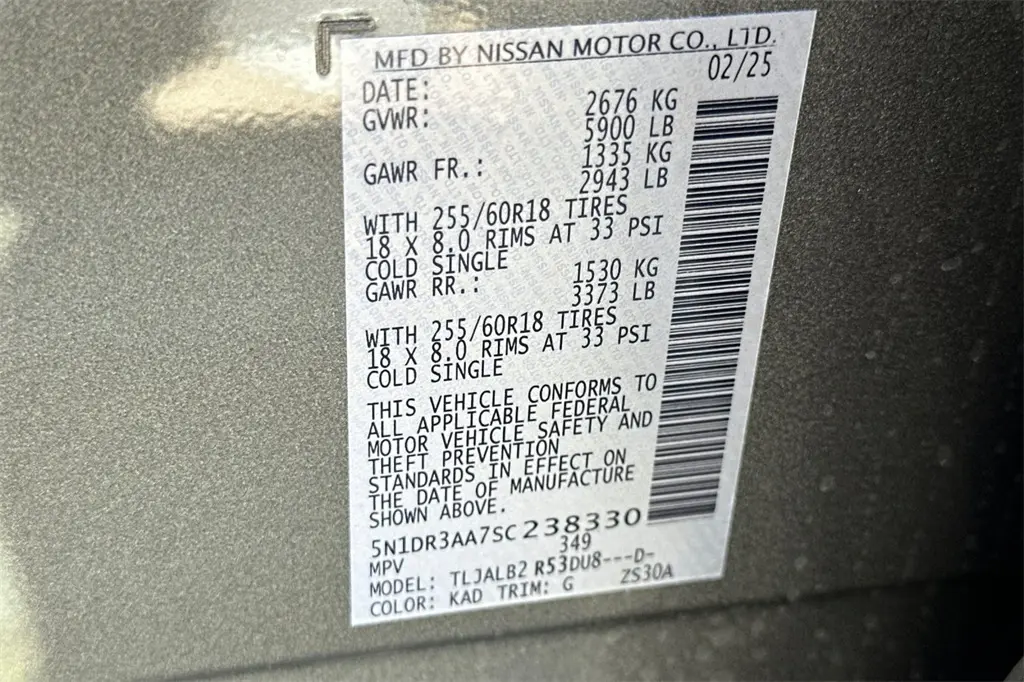 MFD BY NISSAN MOTOR CO., LTD.
DATE: 02/25
GVWR: 2676 KG
5900 LB
GAWR FR.: 1335 KG
2943 LB
WITH 255/60R18 TIRES
18 X 8.0 RIMS AT 33 PSI
COLD SINGLE
GAWR RR.: 1530 KG
3373 LB
WITH 255/60R18 TIRES
18 X 8.0 RIMS AT 33 PSI
COLD SINGLE
THIS VEHICLE CONFORMS TO
ALL APPLICABLE FEDERAL
MOTOR VEHICLE SAFETY AND
THEFT PREVENTION
STANDARDS IN EFFECT ON
THE DATE OF MANUFACTURE
SHOWN ABOVE.
5N1DR3AA7SC238330
MPV 349
MODEL: TLJALB2 R53DU8---D-
COLOR: KAD TRIM: G ZS30A